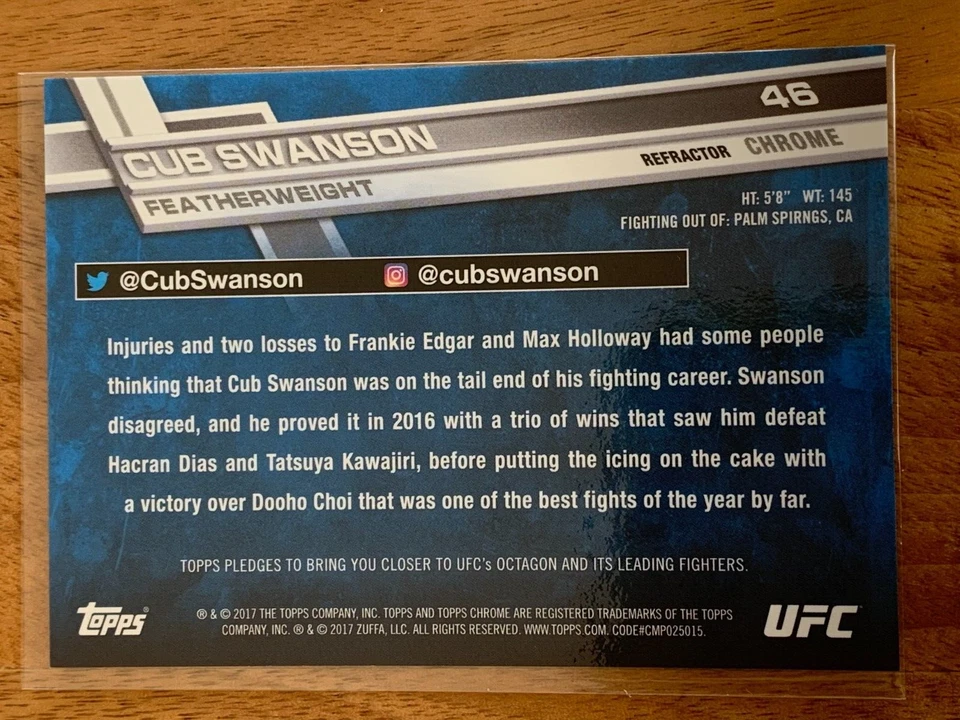 46
CUB SWANSON
REFRACTOR CHROME
FEATHERWEIGHT
HT: 5'8" WT: 145
FIGHTING OUT OF: PALM SPIRNGS, CA
@CubSwanson @cubswanson
Injuries and two losses to Frankie Edgar and Max Holloway had some people
thinking that Cub Swanson was on the tail end of his fighting career. Swanson
disagreed, and he proved it in 2016 with a trio of wins that saw him defeat
Hacran Dias and Tatsuya Kawajiri, before putting the icing on the cake with
a victory over Dooho Choi that was one of the best fights of the year by far.
TOPPS PLEDGES TO BRING YOU CLOSER TO UFC's OCTAGON AND ITS LEADING FIGHTERS.
topps®
® & © 2017 THE TOPPS COMPANY, INC. TOPPS AND TOPPS CHROME ARE REGISTERED TRADEMARKS OF THE TOPPS
COMPANY, INC. ® & © 2017 ZUFFA, LLC. ALL RIGHTS RESERVED. WWW.TOPPS.COM. CODE#CMP025015.
UFC